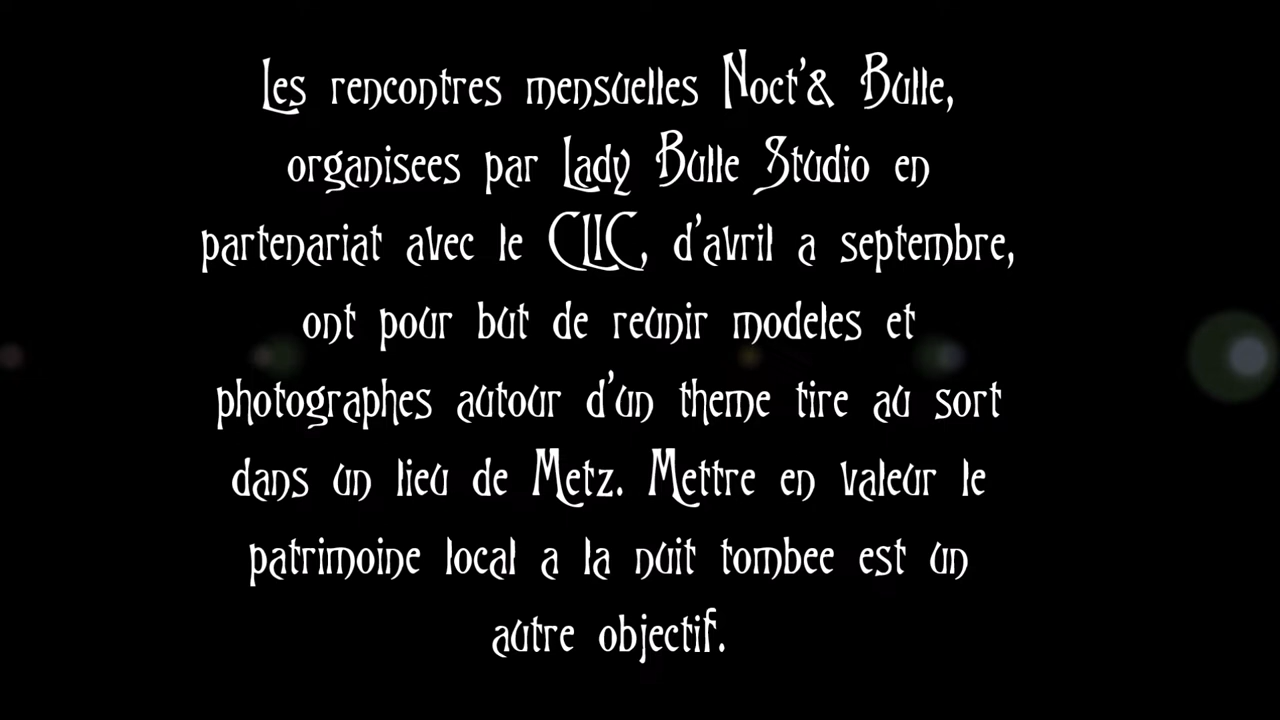 Les rencontres mensuelles Noct'& Bulle,
organisees par Lady Bulle Studio en
partenariat avec le CLIC, d'avril a septembre,
ont pour but de reunir modeles et
photographes autour d'un theme tire au sort
dans un lieu de Metz. Mettre en valeur le
patrimoine local a la nuit tombee est un
autre objectif.